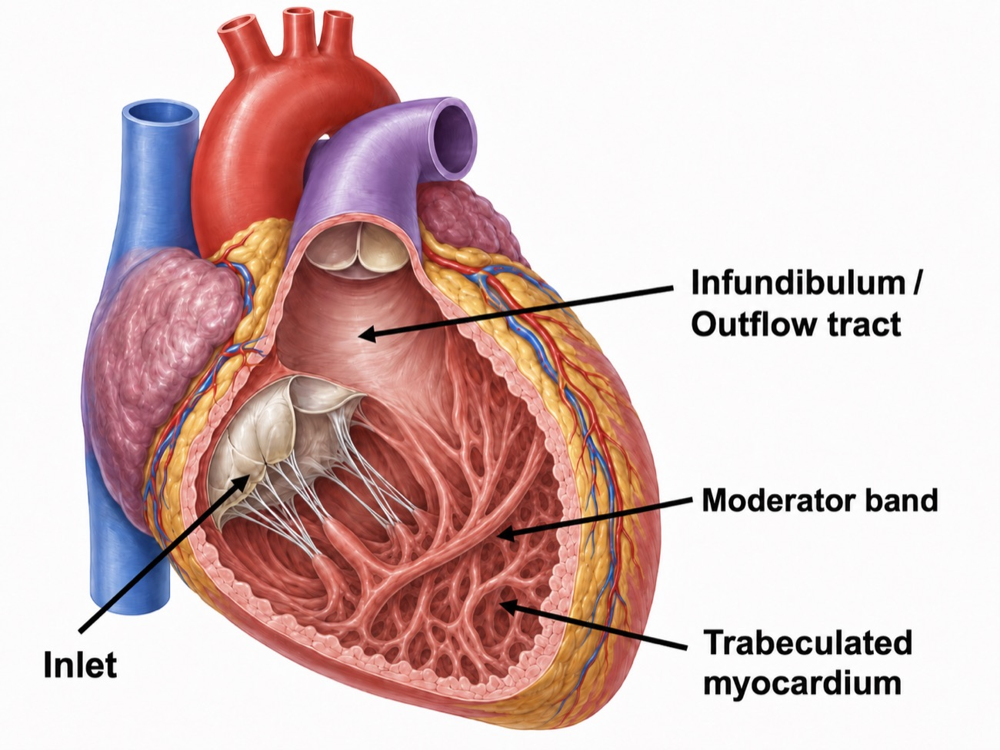 Infundibulum /
Outflow tract
Moderator band
Trabeculated
myocardium
Inlet